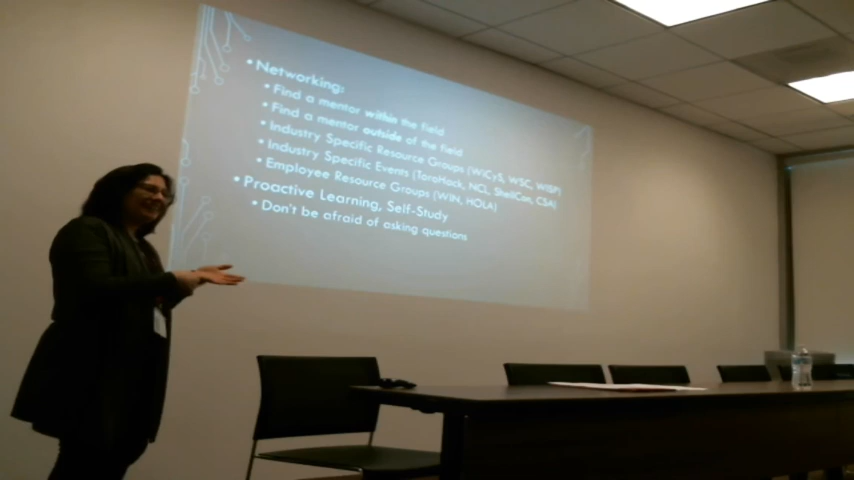 • Networking:
• Find a mentor within the field
• Find a mentor outside of the field
• Industry Specific Resource Groups (WiCyS, WSC, WISP)
• Industry Specific Events (ToroHack, NCL, ShellCon, CSA)
• Employee Resource Groups (WIN, HOLA)
• Proactive Learning, Self-Study
• Don't be afraid of asking questions